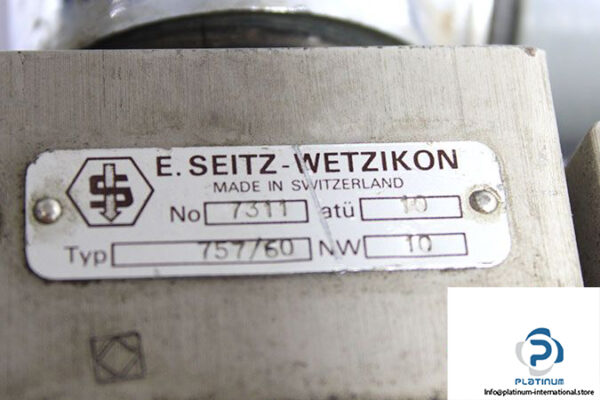 E. SEITZ-WETZIKON
MADE IN SWITZERLAND
No 7311 atü 10
Typ 757/60 NW 10
PLATINUM
Info@platinum-international.store